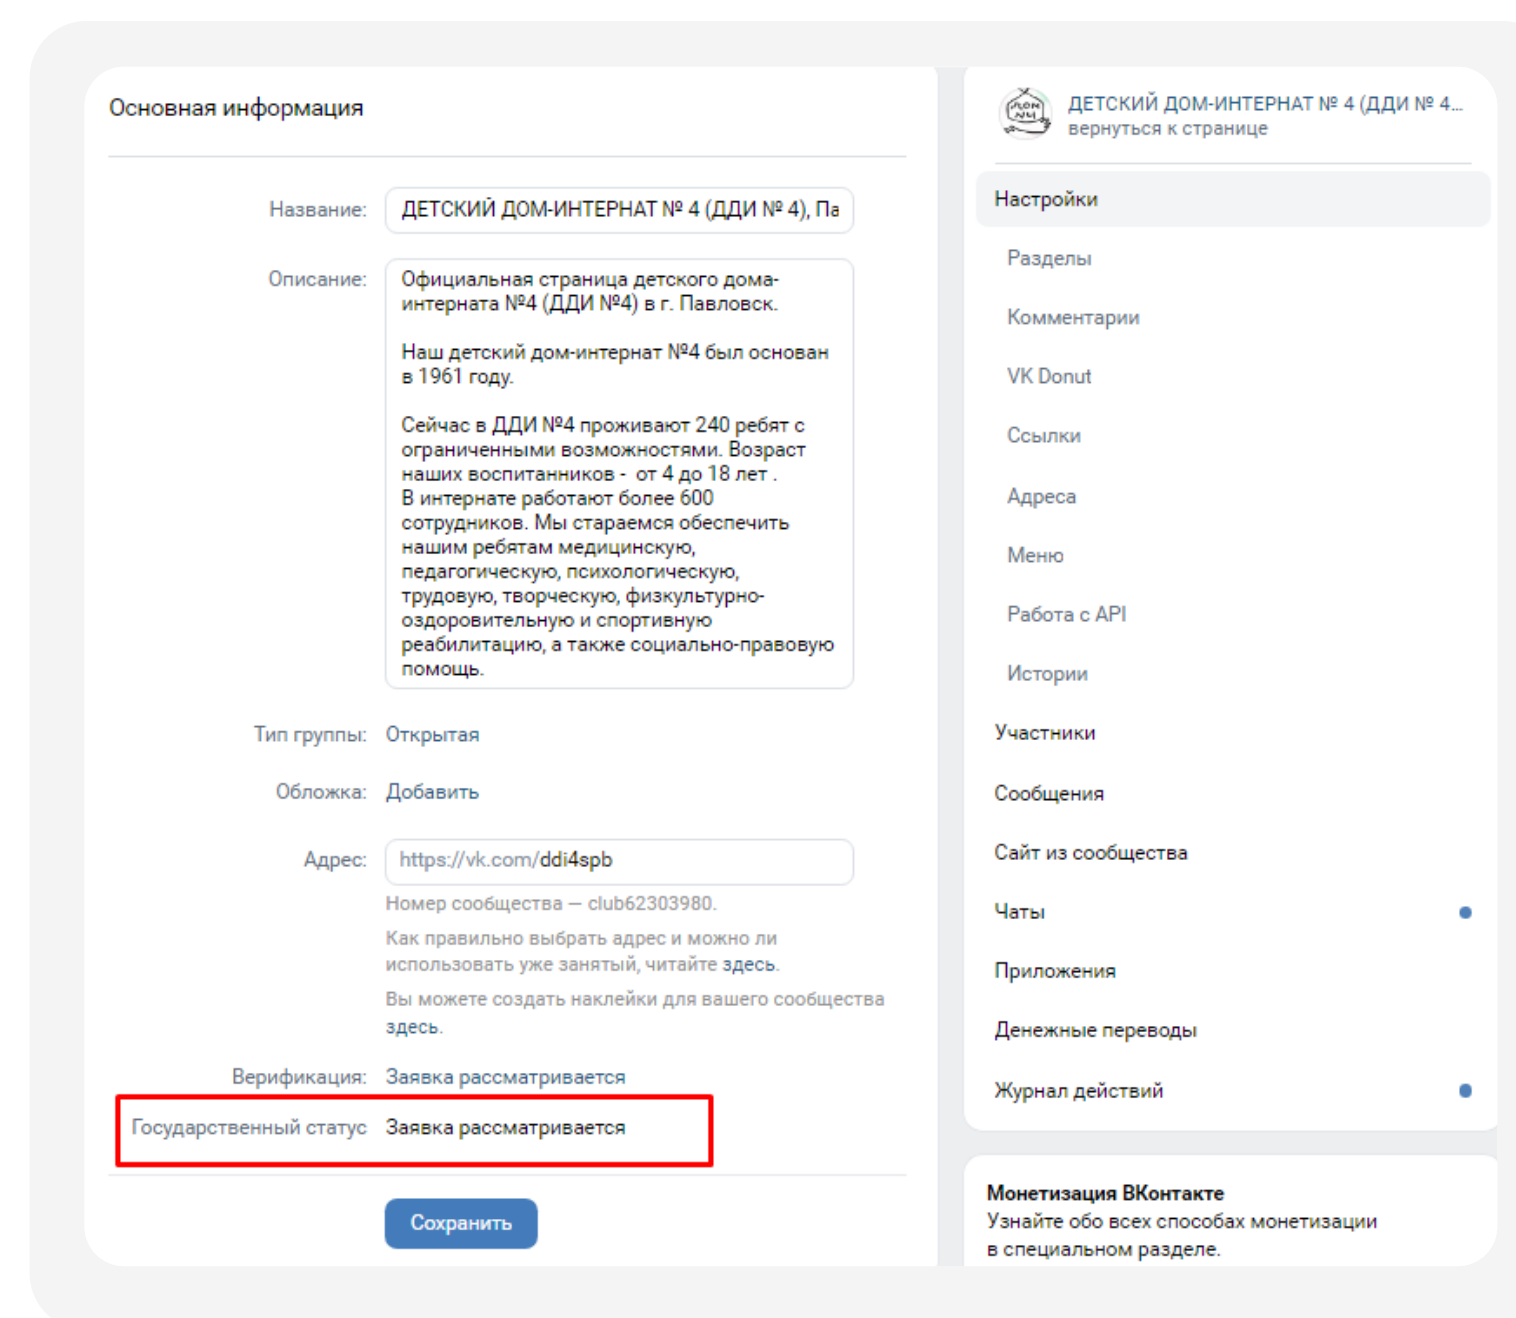 Основная информация
Название:
ДЕТСКИЙ ДОМ-ИНТЕРНАТ № 4 (ДДИ № 4), Па
Описание:
Официальная страница детского дома-
интерната №4 (ДДИ №4) в г. Павловск.
Наш детский дом-интернат №4 был основан
в 1961 году.
Сейчас в ДДИ №4 проживают 240 ребят с
ограниченными возможностями. Возраст
наших воспитанников -  от 4 до 18 лет .
В интернате работают более 600
сотрудников. Мы стараемся обеспечить
нашим ребятам медицинскую,
педагогическую, психологическую,
трудовую, творческую, физкультурно-
оздоровительную и спортивную
реабилитацию, а также социально-правовую
помощь.
Тип группы: Открытая
Обложка: Добавить
Адрес: https://vk.com/ddi4spb
Номер сообщества — club62303980.
Как правильно выбрать адрес и можно ли
использовать уже занятый, читайте здесь.
Вы можете создать наклейки для вашего сообщества
здесь.
Верификация: Заявка рассматривается
Государственный статус Заявка рассматривается
Сохранить
ДОМ
№4
ДЕТСКИЙ ДОМ-ИНТЕРНАТ № 4 (ДДИ № 4...
вернуться к странице
Настройки
Разделы
Комментарии
VK Donut
Ссылки
Адреса
Меню
Работа с API
Истории
Участники
Сообщения
Сайт из сообщества
Чаты
Приложения
Денежные переводы
Журнал действий
Монетизация ВКонтакте
Узнайте обо всех способах монетизации
в специальном разделе.